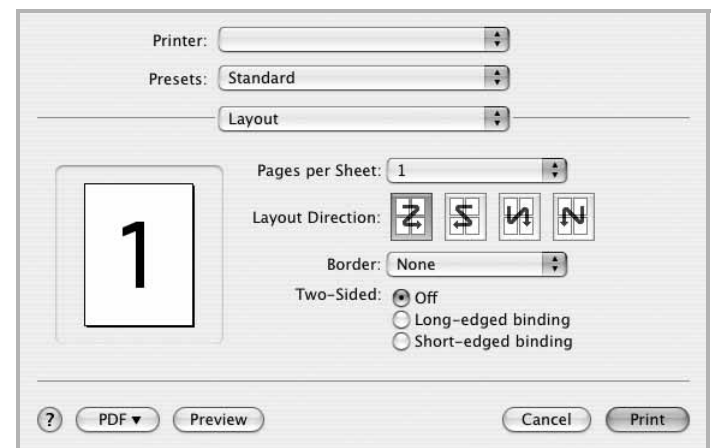 Printer:
Presets: Standard
Layout
Pages per Sheet: 1
1
Layout Direction:
Border: None
Two-Sided: Off
Long-edged binding
Short-edged binding
? PDF▼ Preview Cancel Print